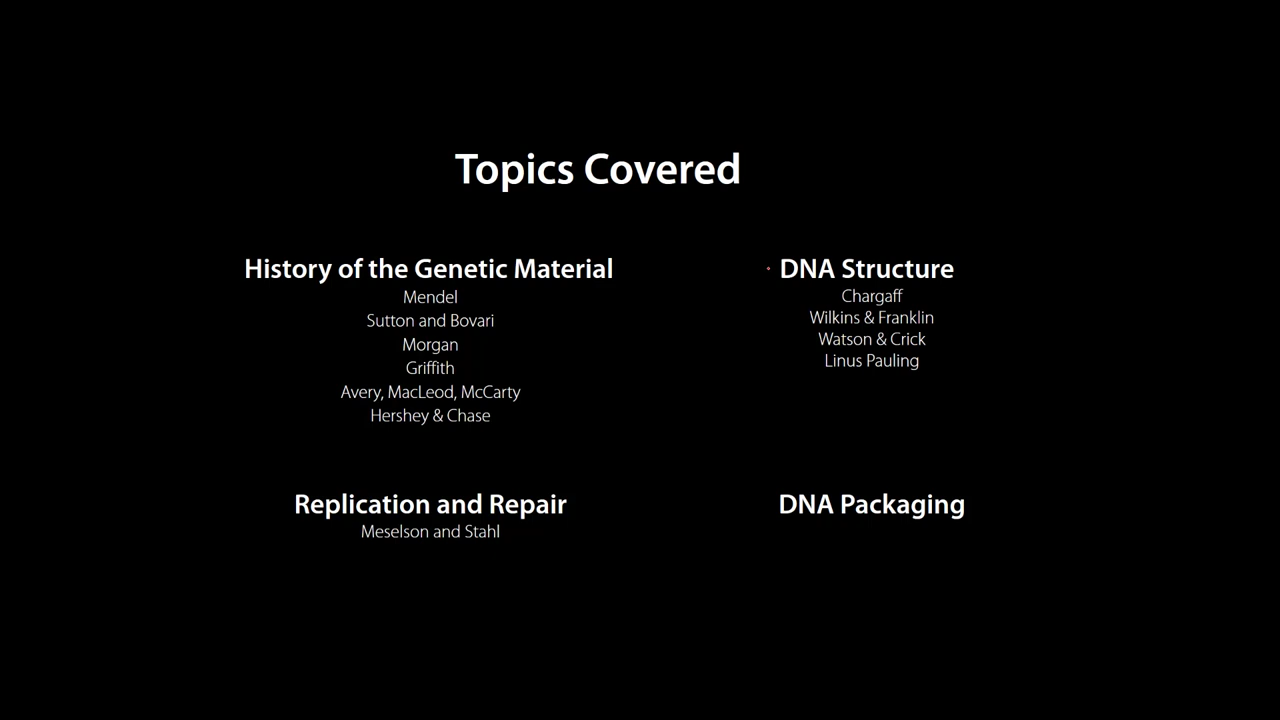 Topics Covered
History of the Genetic Material
Mendel
Sutton and Bovari
Morgan
Griffith
Avery, MacLeod, McCarty
Hershey & Chase
DNA Structure
Chargaff
Wilkins & Franklin
Watson & Crick
Linus Pauling
Replication and Repair
Meselson and Stahl
DNA Packaging